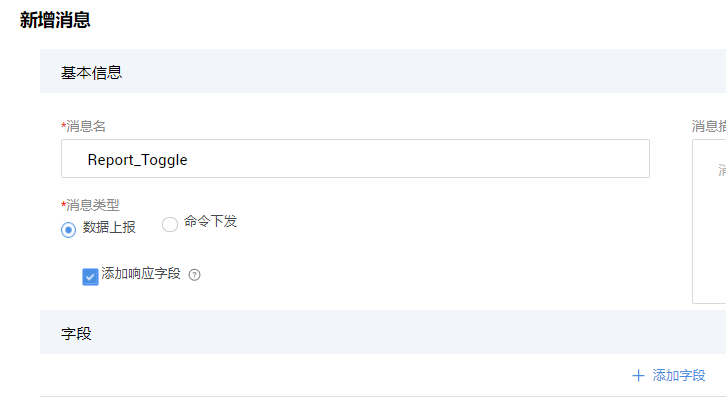 新增消息
基本信息
*消息名
消息描
Report_Toggle
消
*消息类型
数据上报
命令下发
添加响应字段 ?
字段
+ 添加字段